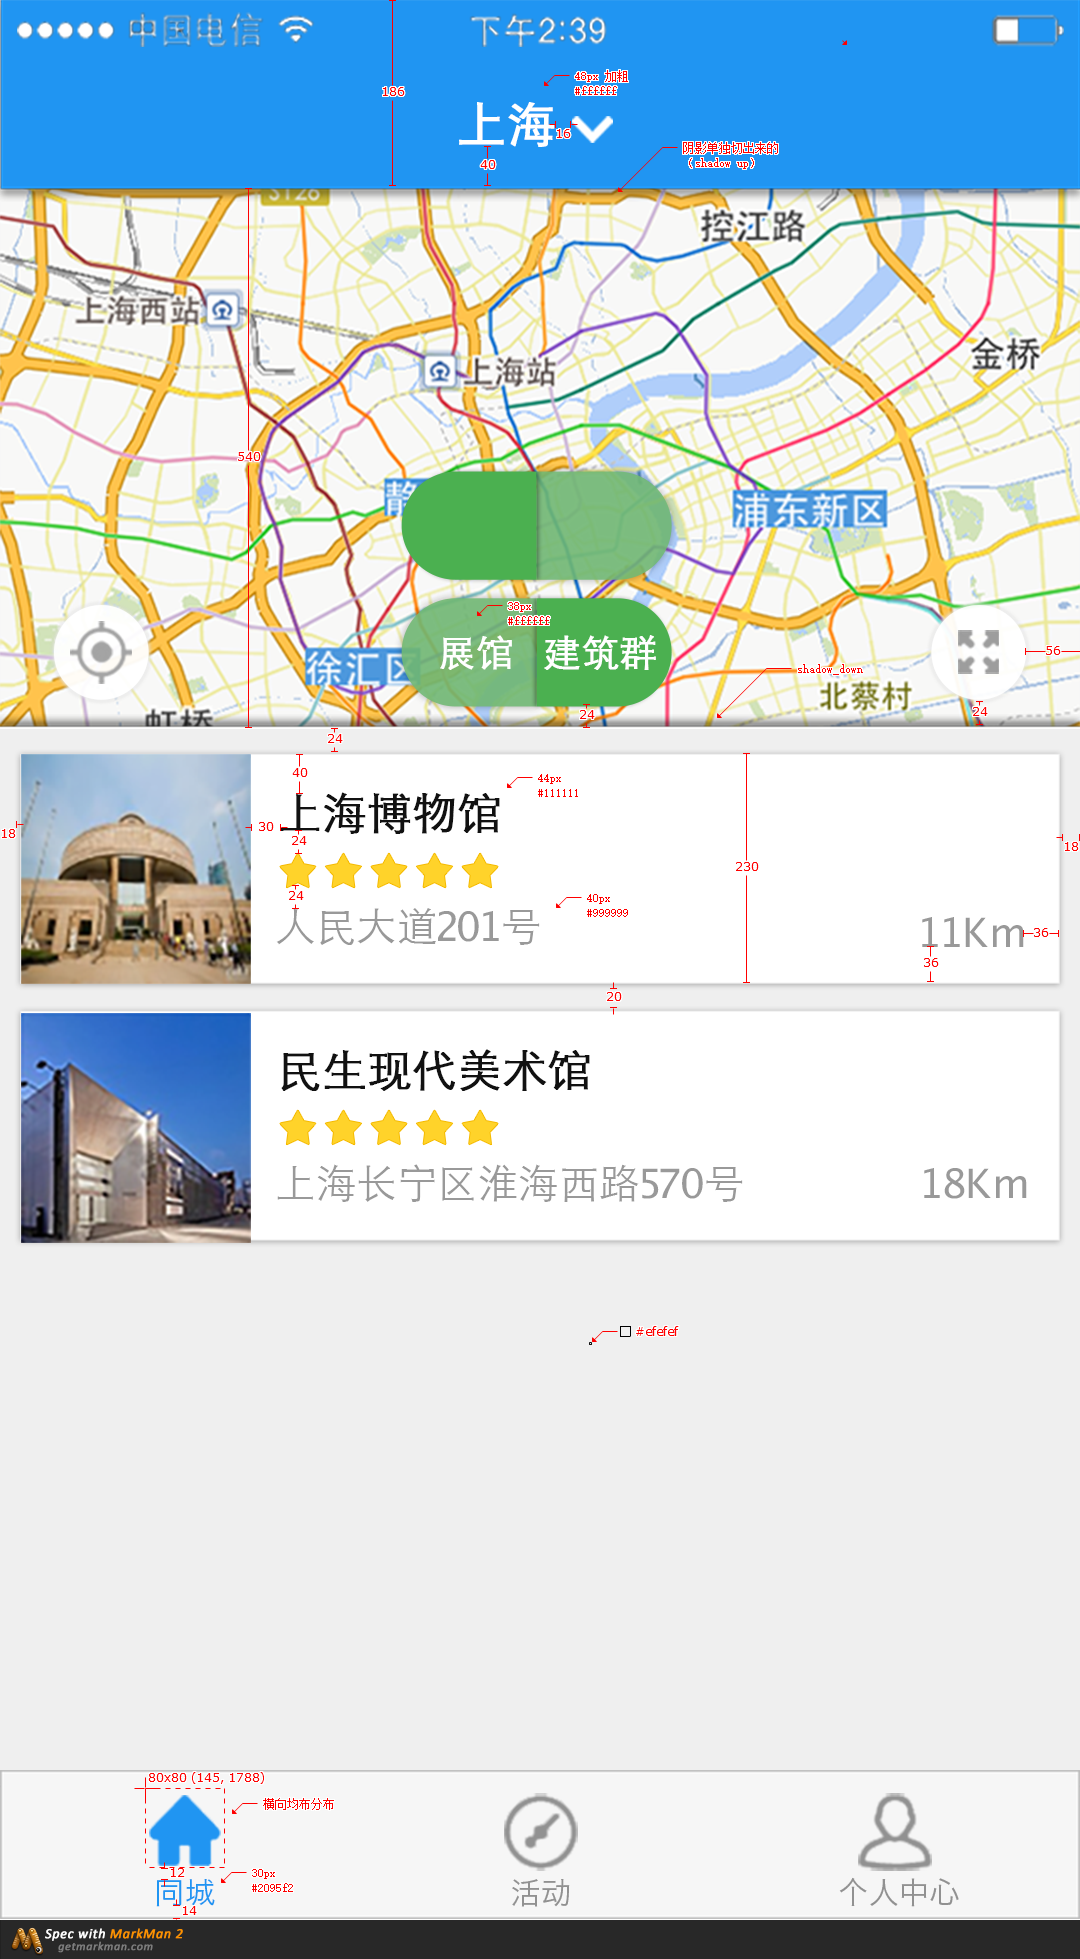 中国电信 下午2:39
48px 加粗
#ffffff
186
上海
16
40
阴影单独切出来的
(shadow up)
S126
控江路
上海西站
上海站
金桥
540
静
浦东新区
38px
#ffffff
展馆 建筑群
徐汇区
56
shadow_down
北蔡村
虹桥
24
24
24
40
44px
#111111
上海博物馆
18
30
24
230
18
24
40px
#999999
人民大道201号
11Km
36
36
20
民生现代美术馆
上海长宁区淮海西路570号
18Km
#efefef
80x80 (145, 1788)
横向均布分布
12
30px
#2095f2
同城
活动
个人中心
14
Spec with MarkMan 2
getmarkman.com